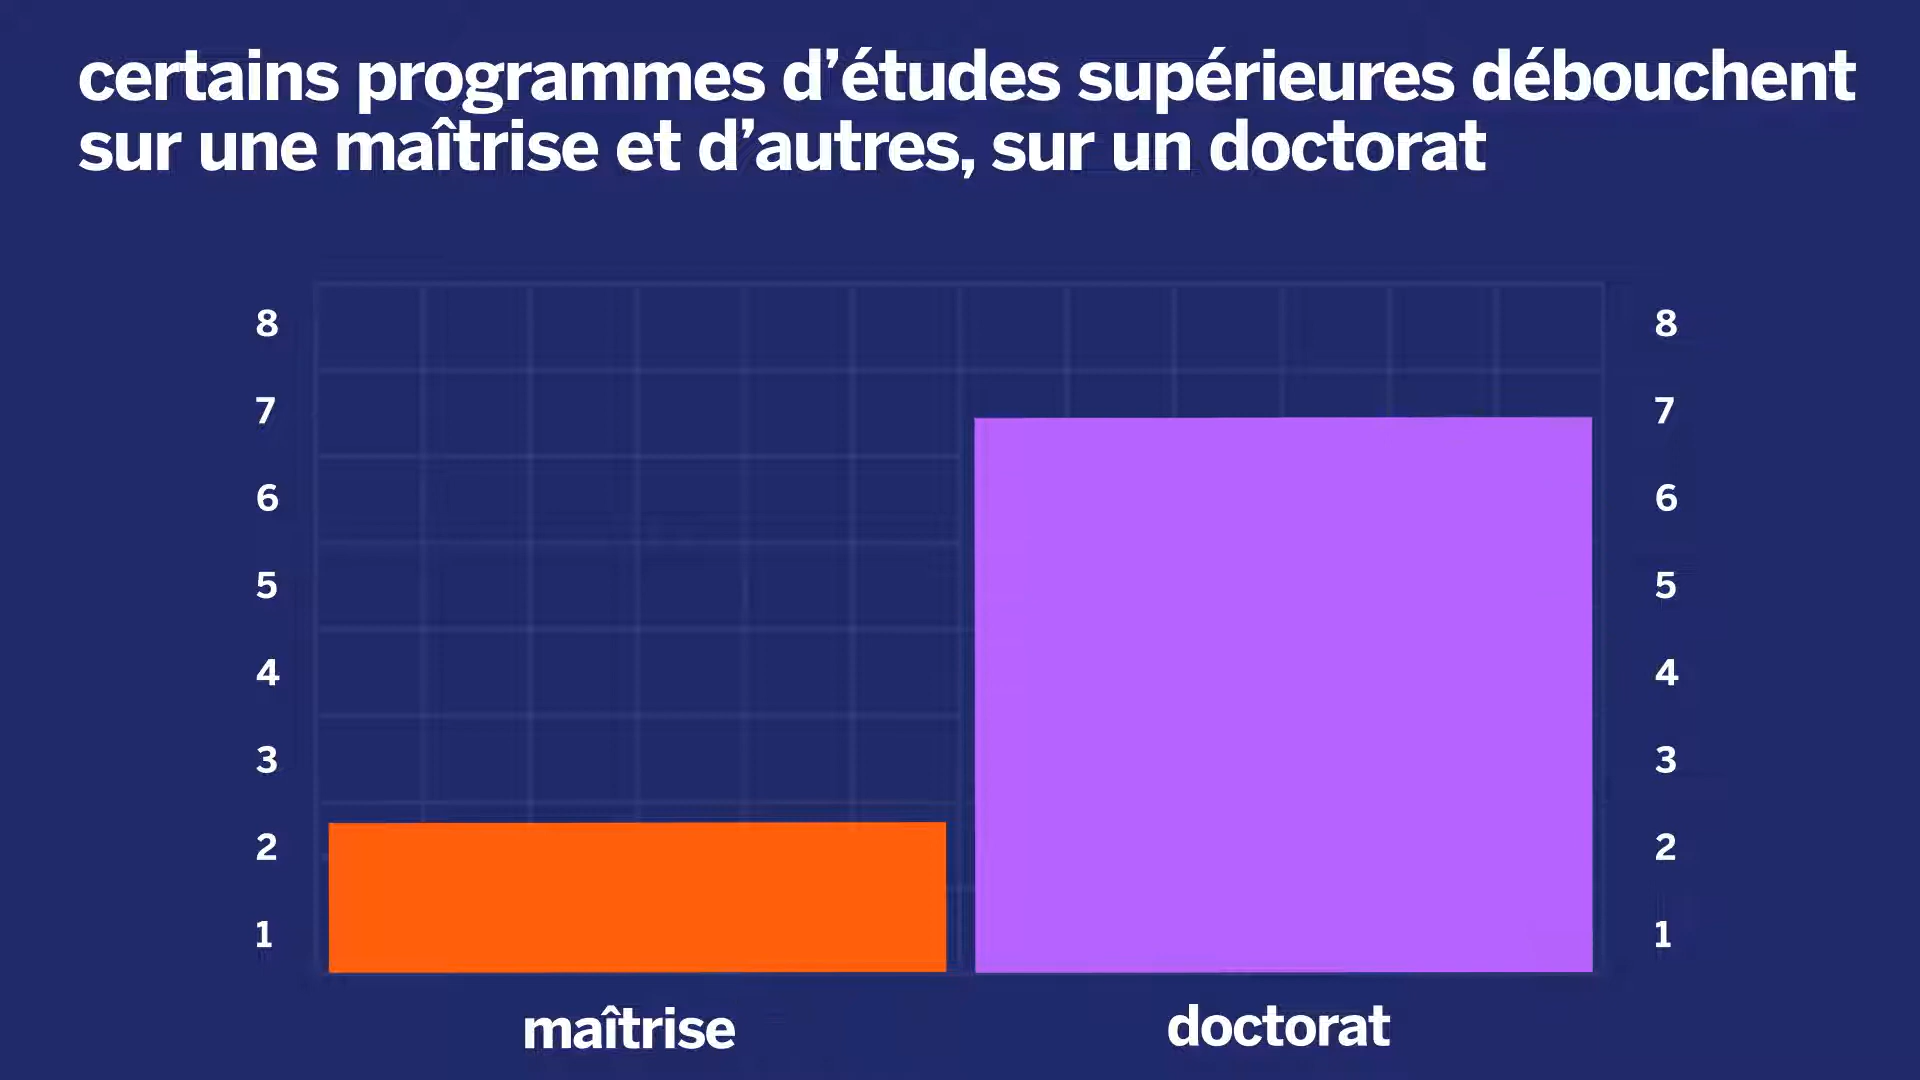 certains programmes d’études supérieures débouchent
sur une maîtrise et d’autres, sur un doctorat
8 8
7 7
6 6
5 5
4 4
3 3
2 2
1 1
maîtrise doctorat